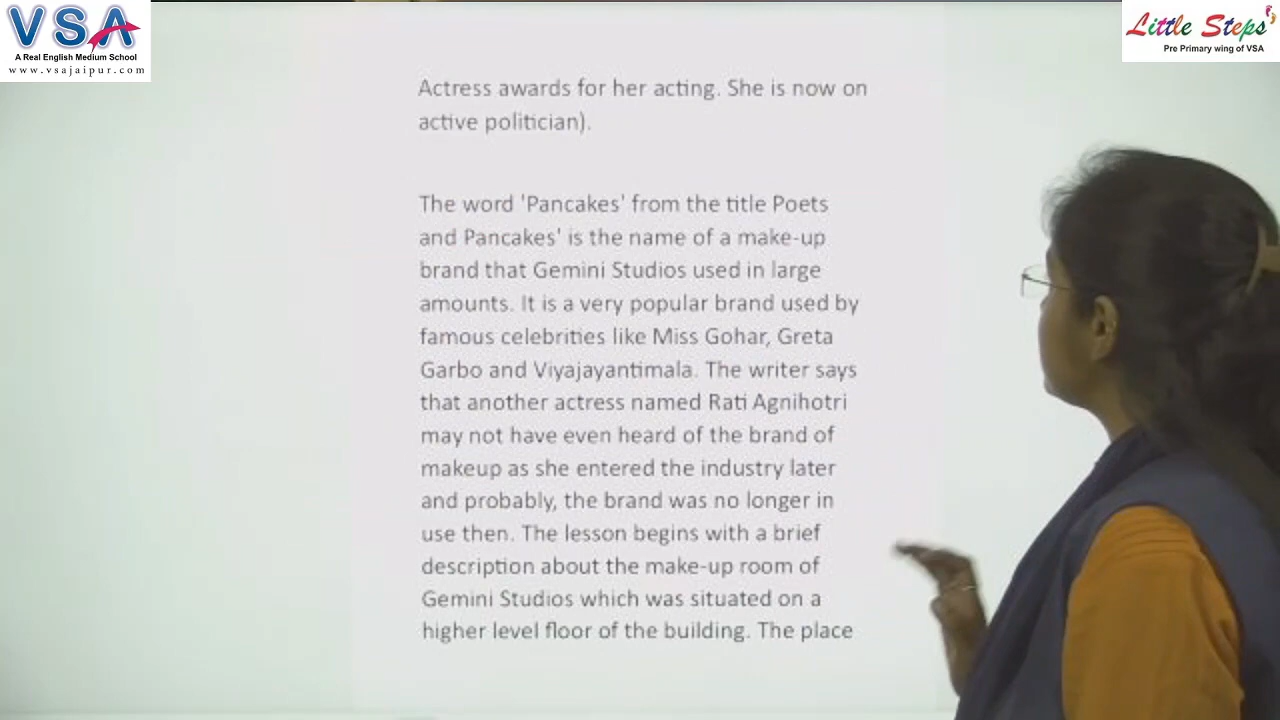 VSA
A Real English Medium School
www.vsajaipur.com
Little Steps
Pre Primary wing of VSA
Actress awards for her acting. She is now on
active politician).
The word 'Pancakes' from the title Poets
and Pancakes' is the name of a make-up
brand that Gemini Studios used in large
amounts. It is a very popular brand used by
famous celebrities like Miss Gohar, Greta
Garbo and Viyajayantimala. The writer says
that another actress named Rati Agnihotri
may not have even heard of the brand of
makeup as she entered the industry later
and probably, the brand was no longer in
use then. The lesson begins with a brief
description about the make-up room of
Gemini Studios which was situated on a
higher level floor of the building. The place